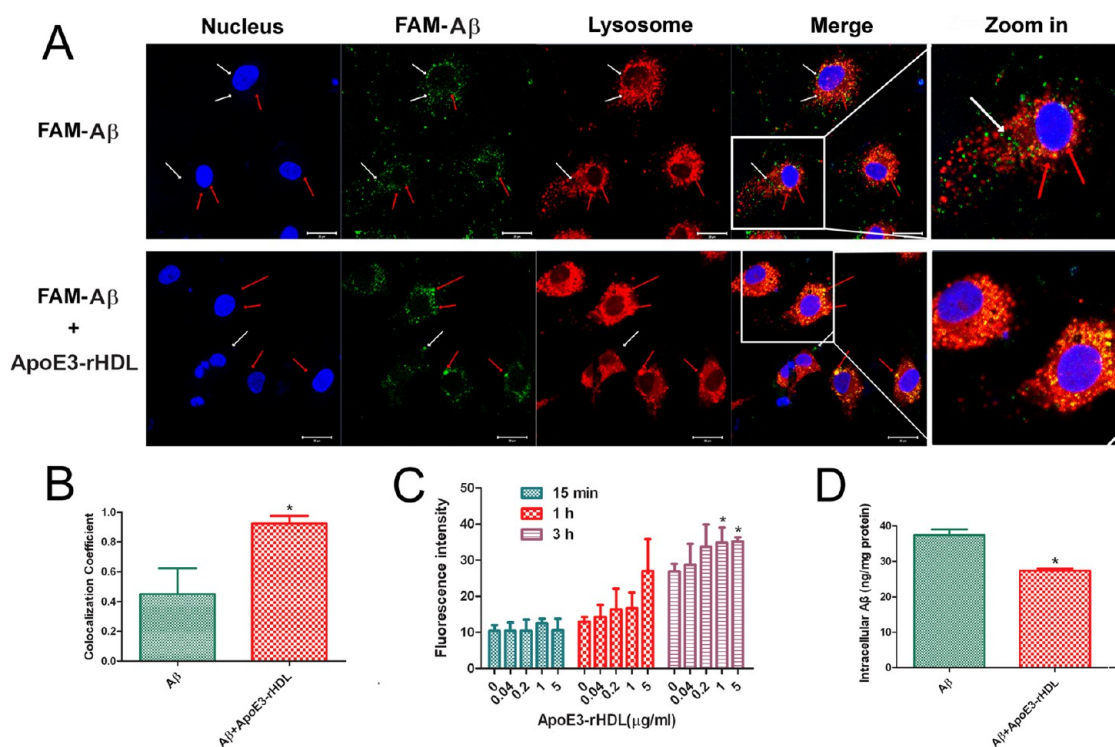 A
Nucleus FAM-Aβ Lysosome Merge Zoom in
FAM-Aβ
FAM-Aβ
+
ApoE3-rHDL
B
Colocalization Coefficient
1.0
0.8
0.6
0.4
0.2
0.0
*
Aβ
Aβ+ApoE3-rHDL
C
Fluorescence intensity
50
40
30
20
10
0
15 min
1 h
3 h
* *
0 0.04 0.2 1 5 0 0.04 0.2 1 5 0 0.04 0.2 1 5
ApoE3-rHDL(μg/ml)
D
Intracellular Aβ (ng/mg protein)
40
30
20
10
0
*
Aβ
Aβ+ApoE3-rHDL